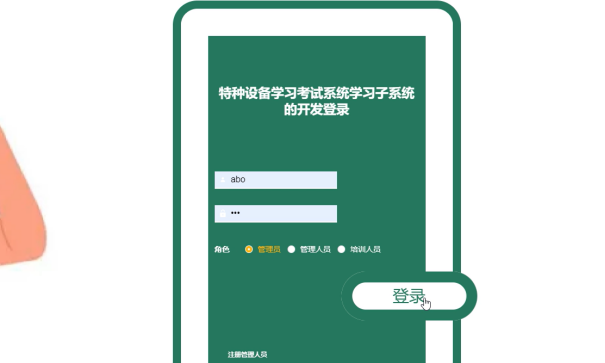 特种设备学习考试系统学习子系统
的开发登录
abo
•••
角色 管理员 管理人员 培训人员
登录
注册管理人员